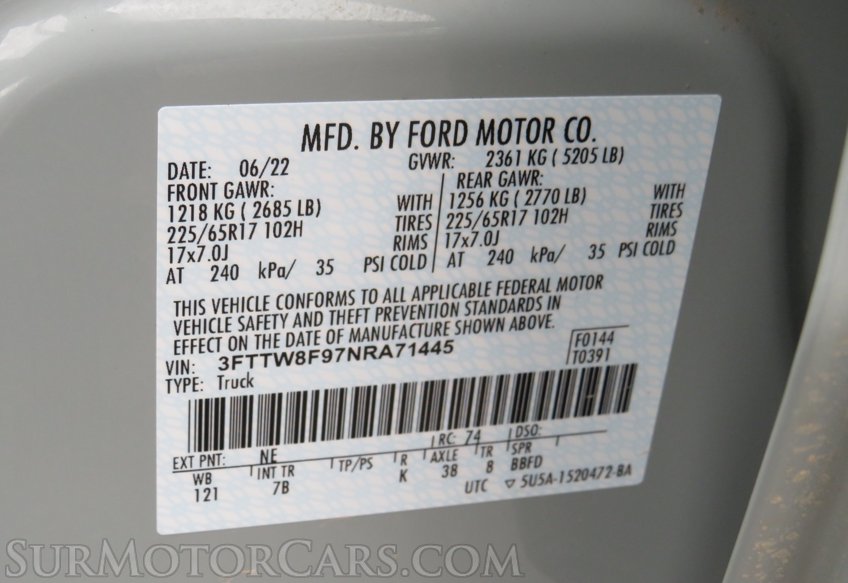 MFD. BY FORD MOTOR CO.
DATE: 06/22 GVWR: 2361 KG ( 5205 LB)
FRONT GAWR: REAR GAWR:
1218 KG ( 2685 LB) WITH 1256 KG ( 2770 LB) WITH
225/65R17 102H TIRES 225/65R17 102H TIRES
17x7.0J RIMS 17x7.0J RIMS
AT 240 kPa/ 35 PSI COLD AT 240 kPa/ 35 PSI COLD
THIS VEHICLE CONFORMS TO ALL APPLICABLE FEDERAL MOTOR
VEHICLE SAFETY AND THEFT PREVENTION STANDARDS IN
EFFECT ON THE DATE OF MANUFACTURE SHOWN ABOVE.
VIN: 3FTTW8F97NRA71445 F0144
TYPE: Truck T0391
EXT PNT: NE RC: 74 DSO:
WB INT TR TP/PS R AXLE TR SPR
121 7B K 38 8 BBFD
UTC ▽ 5U5A-1520472-BA
SURMOTORCARS.COM